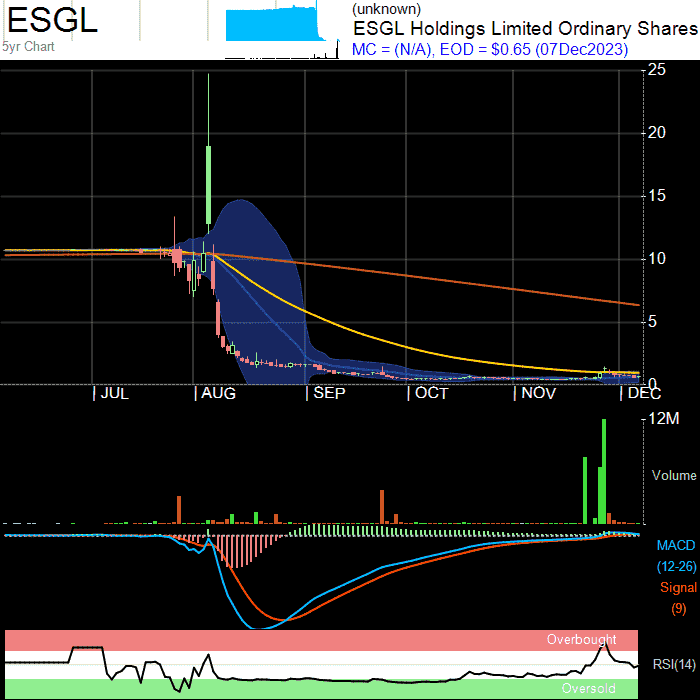 ESGL
5yr Chart
(unknown)
ESGL Holdings Limited Ordinary Shares
MC = (N/A), EOD = $0.65 (07Dec2023)
25
20
15
10
5
0
JUL AUG SEP OCT NOV DEC
12M
Volume
MACD
(12-26)
Signal
(9)
Overbought
RSI(14)
Oversold